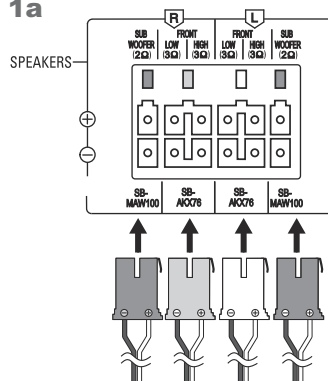 1a
R L
SUB WOOFER (2Ω) FRONT LOW (3Ω) HIGH (3Ω) FRONT LOW (3Ω) HIGH (3Ω) SUB WOOFER (2Ω)
SPEAKERS
⊕
⊖
SB-MAW100 SB-AKX76 SB-AKX76 SB-MAW100
⊖ ⊕ ⊖ ⊕ ⊖ ⊕ ⊖ ⊕